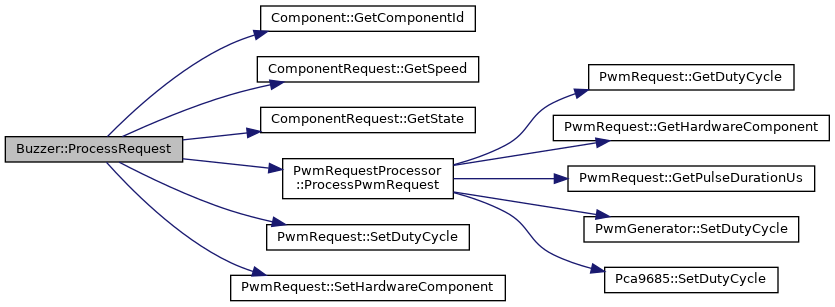 Buzzer::ProcessRequest
Component::GetComponentId
ComponentRequest::GetSpeed
ComponentRequest::GetState
PwmRequestProcessor
::ProcessPwmRequest
PwmRequest::SetDutyCycle
PwmRequest::SetHardwareComponent
PwmRequest::GetDutyCycle
PwmRequest::GetHardwareComponent
PwmRequest::GetPulseDurationUs
PwmGenerator::SetDutyCycle
Pca9685::SetDutyCycle